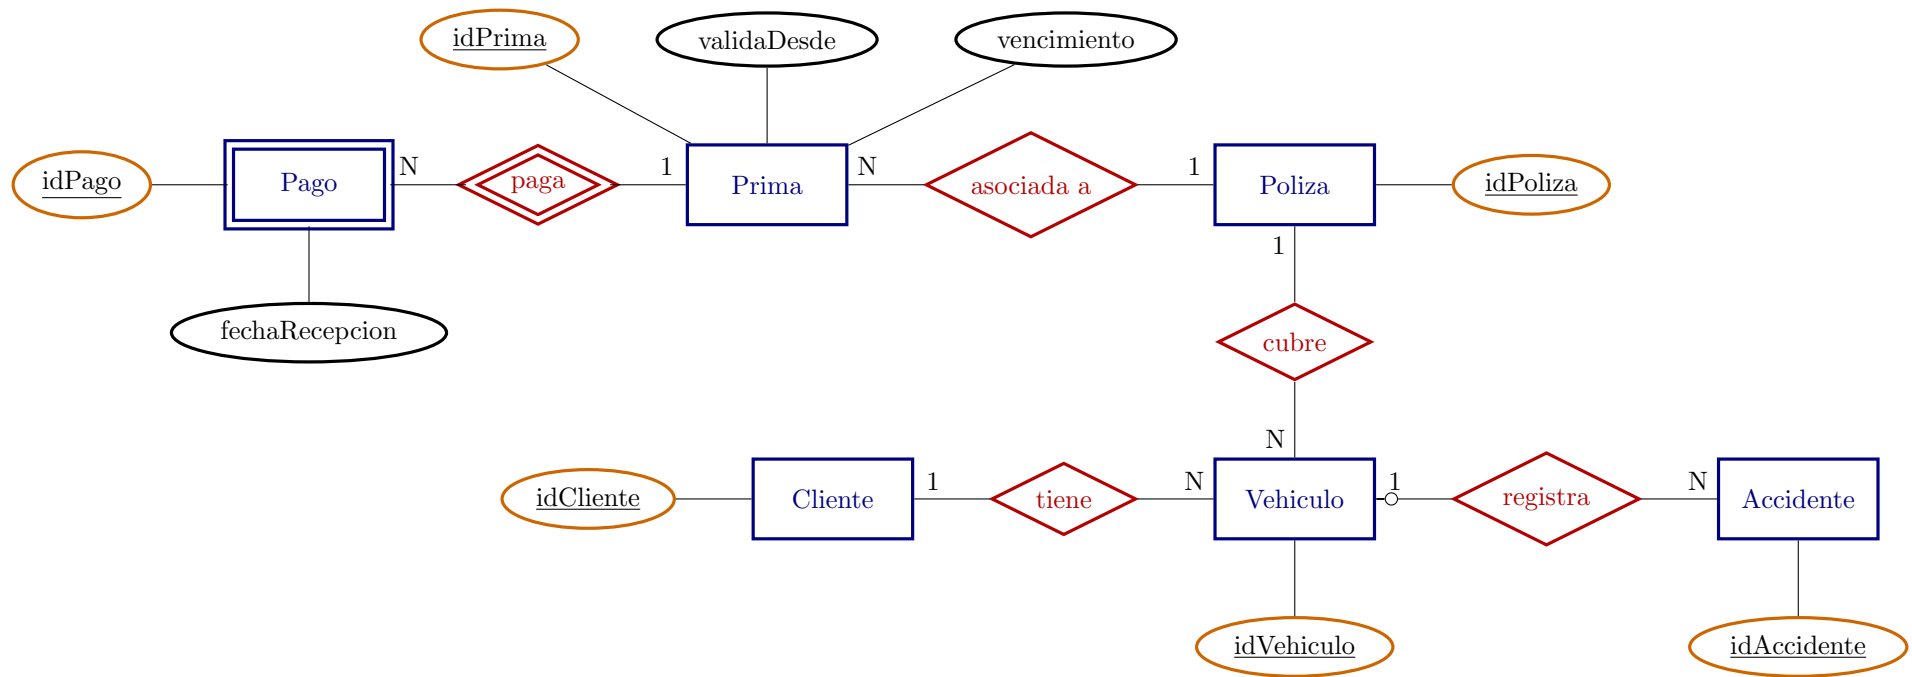 idPrima
validaDesde
vencimiento
idPago
Pago
N
paga
1
Prima
N
asociada a
1
Poliza
idPoliza
1
fechaRecepcion
cubre
N
idCliente
Cliente
1
tiene
N
Vehiculo
1
registra
N
Accidente
idVehiculo
idAccidente